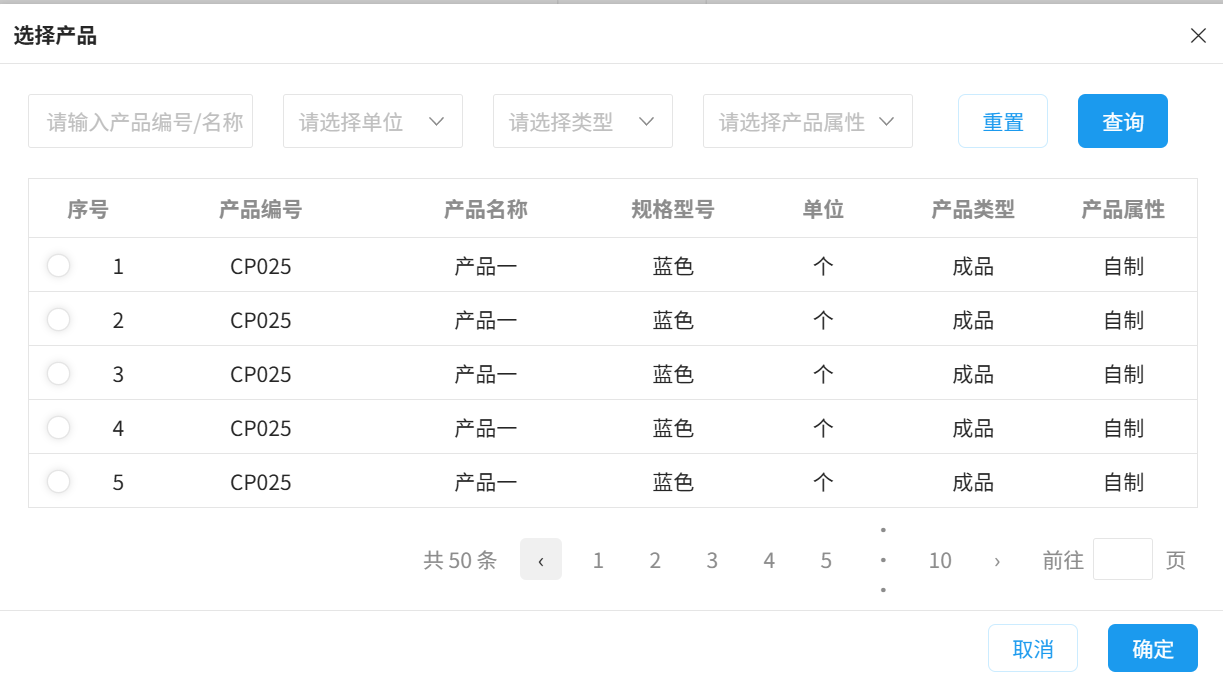 选择产品
请输入产品编号/名称 请选择单位 请选择类型 请选择产品属性 重置 查询
序号 产品编号 产品名称 规格型号 单位 产品类型 产品属性
1 CP025 产品一 蓝色 个 成品 自制
2 CP025 产品一 蓝色 个 成品 自制
3 CP025 产品一 蓝色 个 成品 自制
4 CP025 产品一 蓝色 个 成品 自制
5 CP025 产品一 蓝色 个 成品 自制
共 50 条 ‹ 1 2 3 4 5 ... 10 › 前往 页
取消 确定